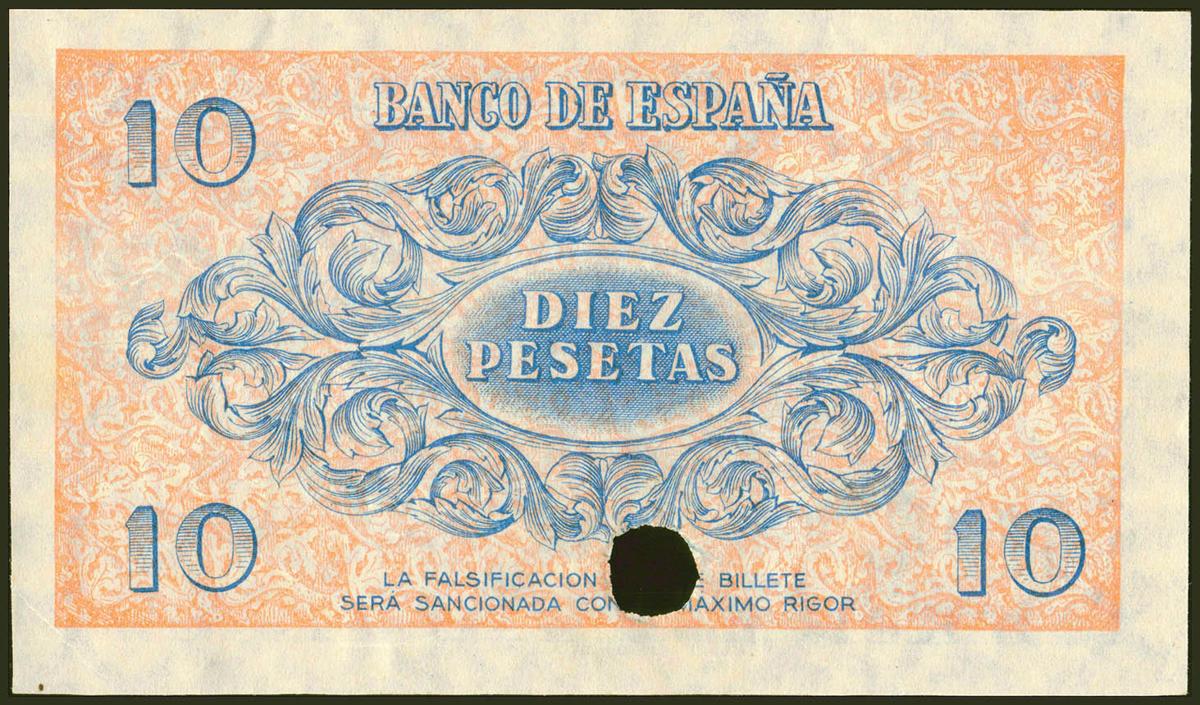 10
BANCO DE ESPAÑA
DIEZ
PESETAS
10
10
LA FALSIFICACION BILLETE
SERÁ SANCIONADA CON MAXIMO RIGOR